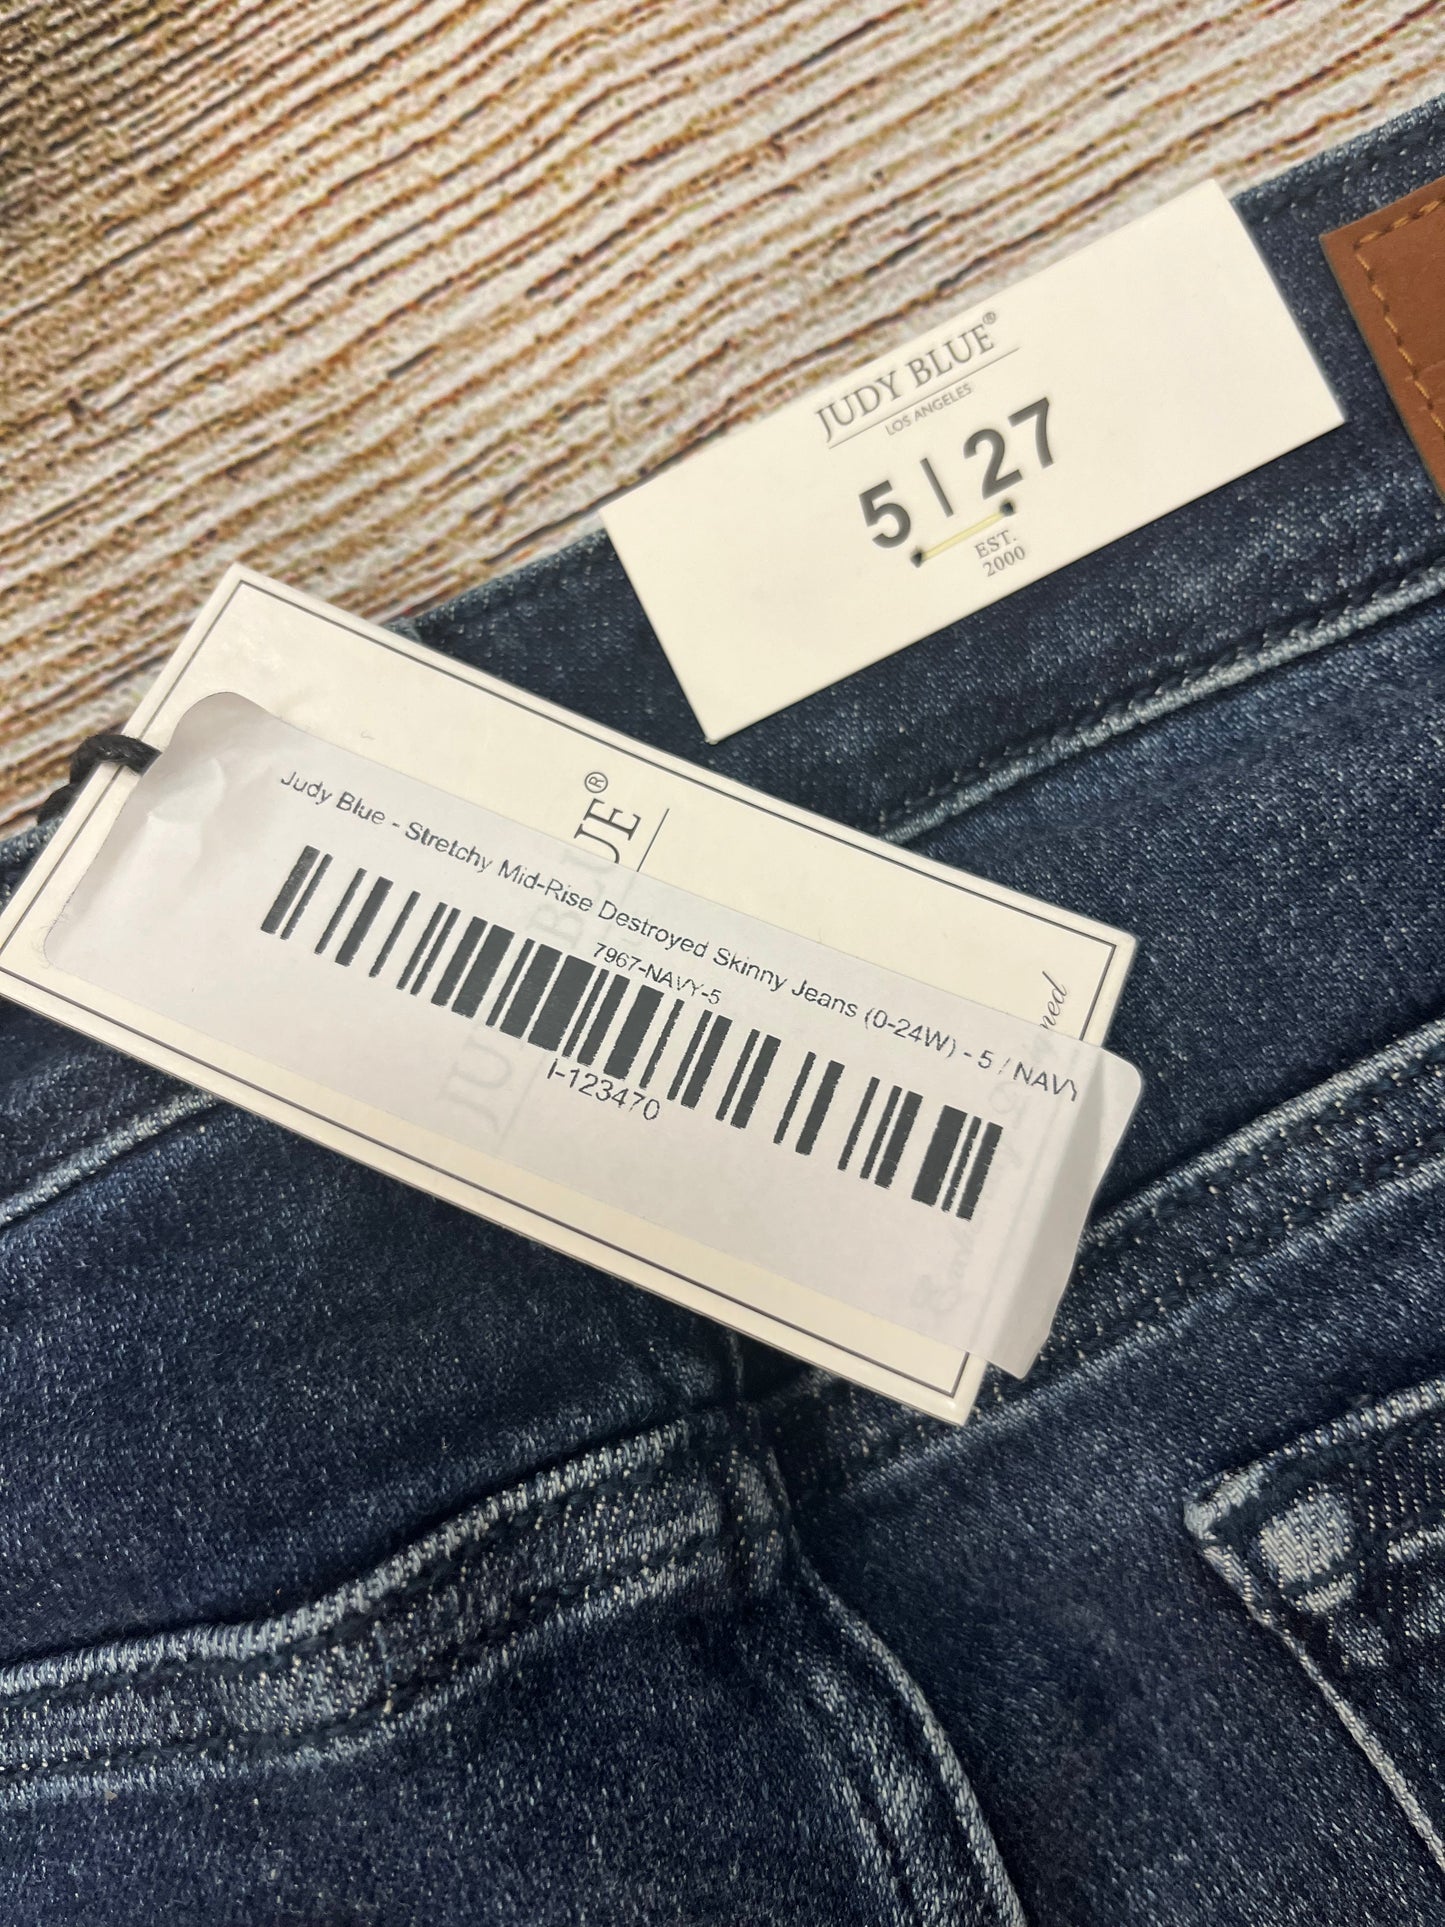 JUDY BLUE®
LOS ANGELES
5 | 27
EST.
2000
Judy Blue - Stretchy Mid-Rise Destroyed Skinny Jeans (0-24W) - 5 / NAVY
7967-NAVY-5
I-123470